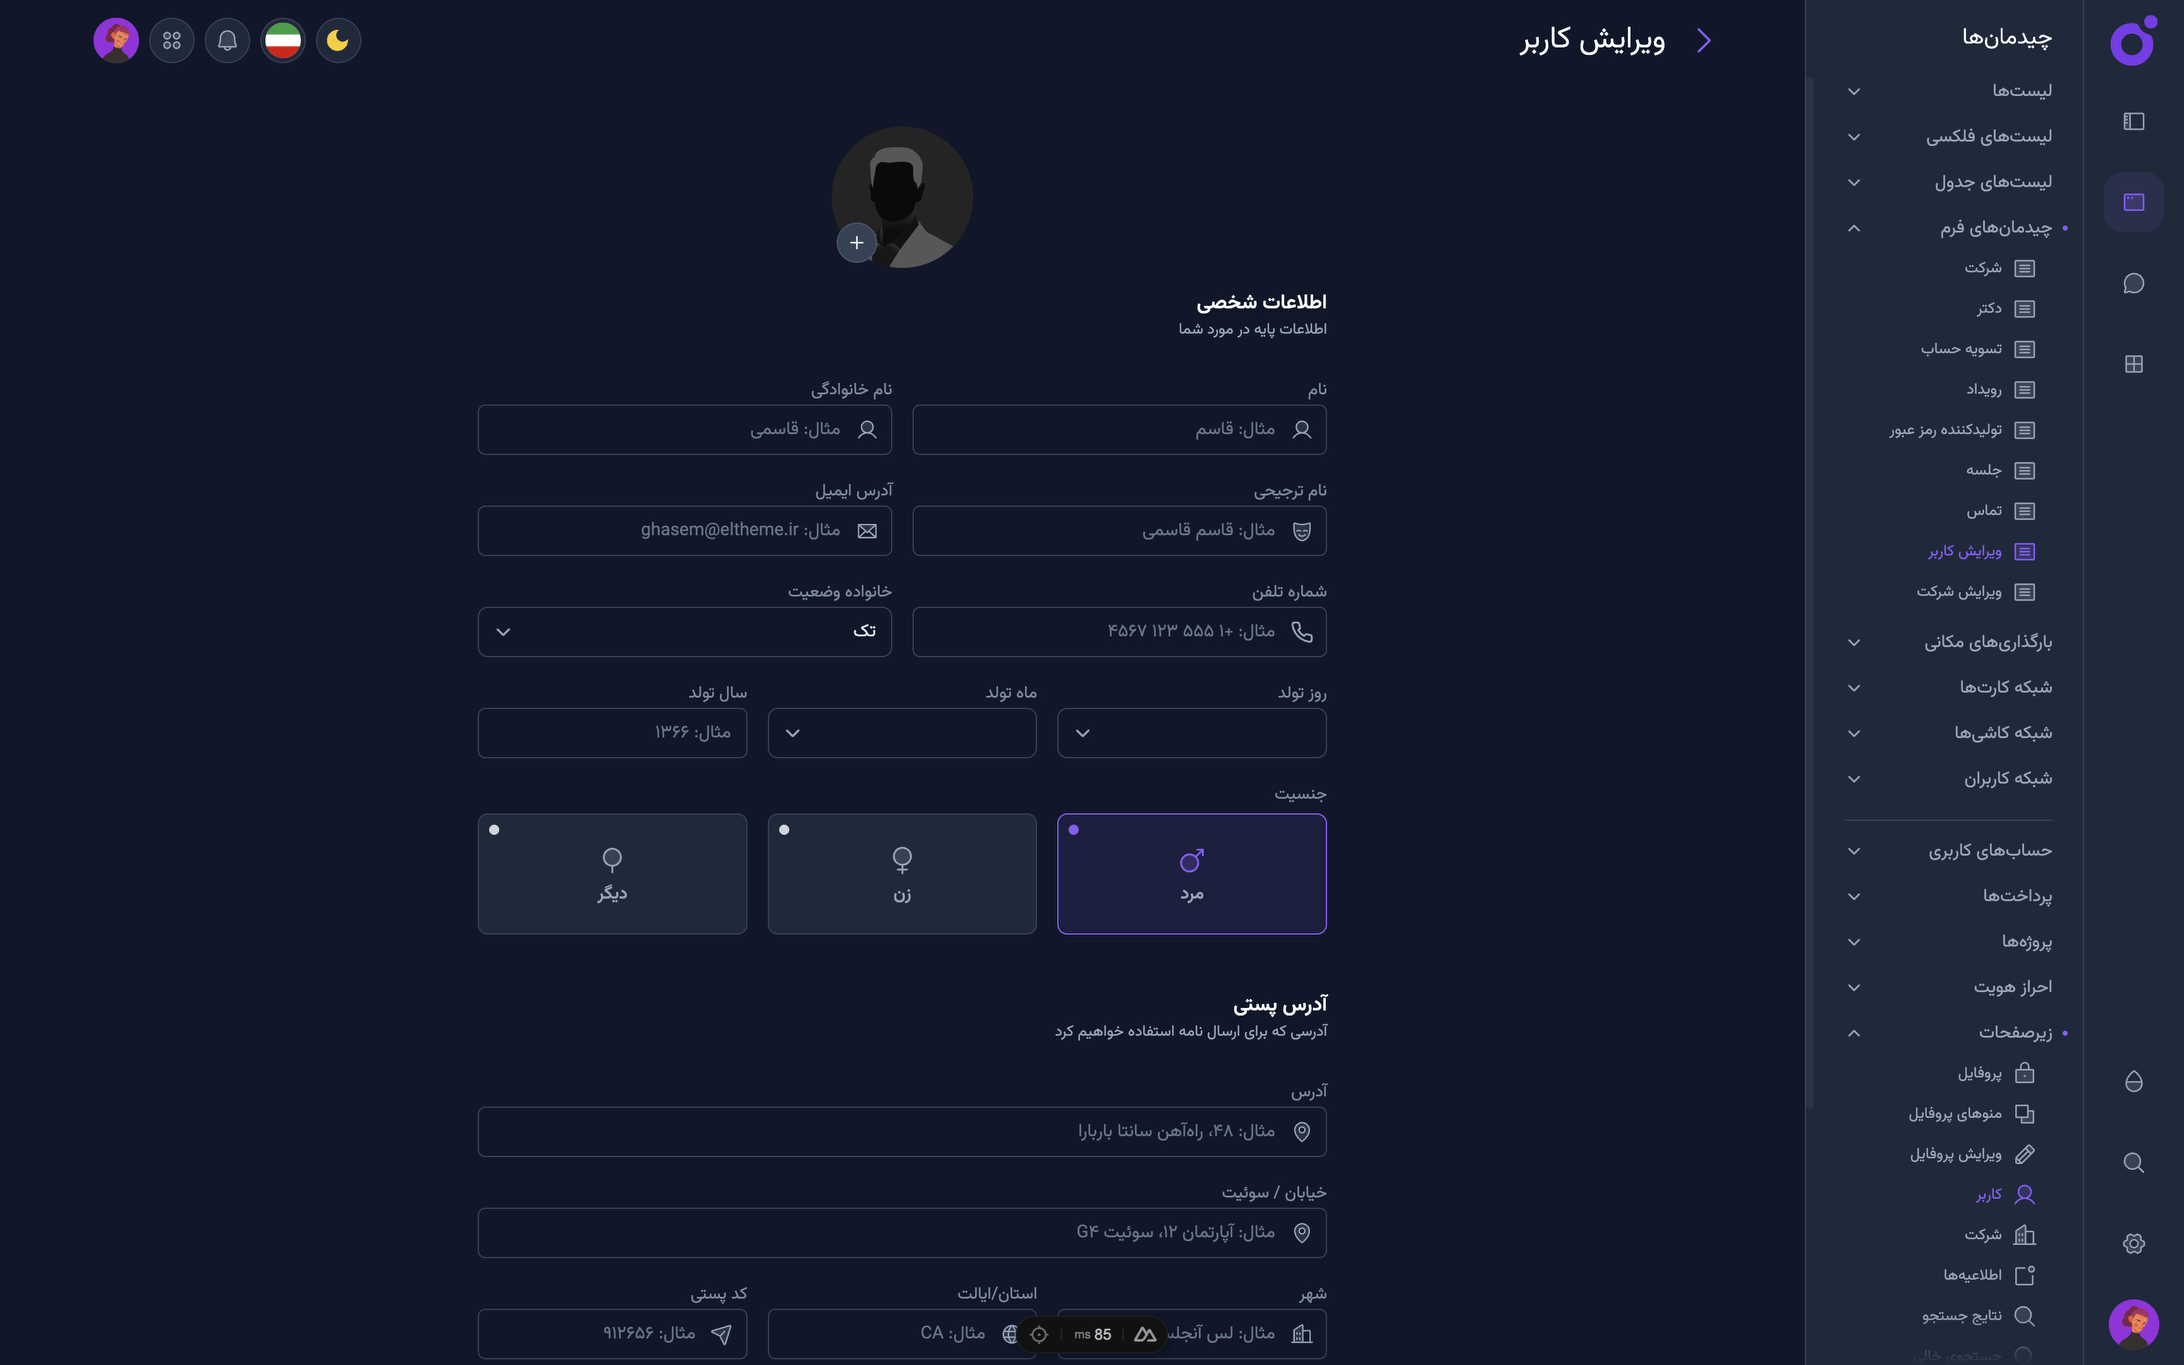 چیدمان‌ها
لیست‌ها
لیست‌های فلکسی
لیست‌های جدول
چیدمان‌های فرم
شرکت
دکتر
تسویه حساب
رویداد
تولیدکننده رمز عبور
جلسه
تماس
ویرایش کاربر
ویرایش شرکت
بارگذاری‌های مکانی
شبکه کارت‌ها
شبکه کاشی‌ها
شبکه کاربران
حساب‌های کاربری
پرداخت‌ها
پروژه‌ها
احراز هویت
زیرصفحات
پروفایل
منوهای پروفایل
ویرایش پروفایل
کاربر
شرکت
اطلاعیه‌ها
نتایج جستجو
جستجوی خالی
ویرایش کاربر
اطلاعات شخصی
اطلاعات پایه در مورد شما
نام
نام خانوادگی
مثال: قاسم
مثال: قاسمی
نام ترجیحی
آدرس ایمیل
مثال: قاسم قاسمی
مثال: ghasem@eltheme.ir
شماره تلفن
خانواده وضعیت
مثال: +۱ ۵۵۵ ۱۲۳ ۴۵۶۷
تک
روز تولد
ماه تولد
سال تولد
مثال: ۱۳۶۶
جنسیت
مرد
زن
دیگر
آدرس پستی
آدرسی که برای ارسال نامه استفاده خواهیم کرد
آدرس
مثال: ۴۸، راه‌آهن سانتا باربارا
خیابان / سوئیت
مثال: آپارتمان ۱۲، سوئیت G۴
شهر
استان/ایالت
کد پستی
مثال: لس آنجلس
مثال: CA
مثال: ۹۱۲۶۵۶
85 ms